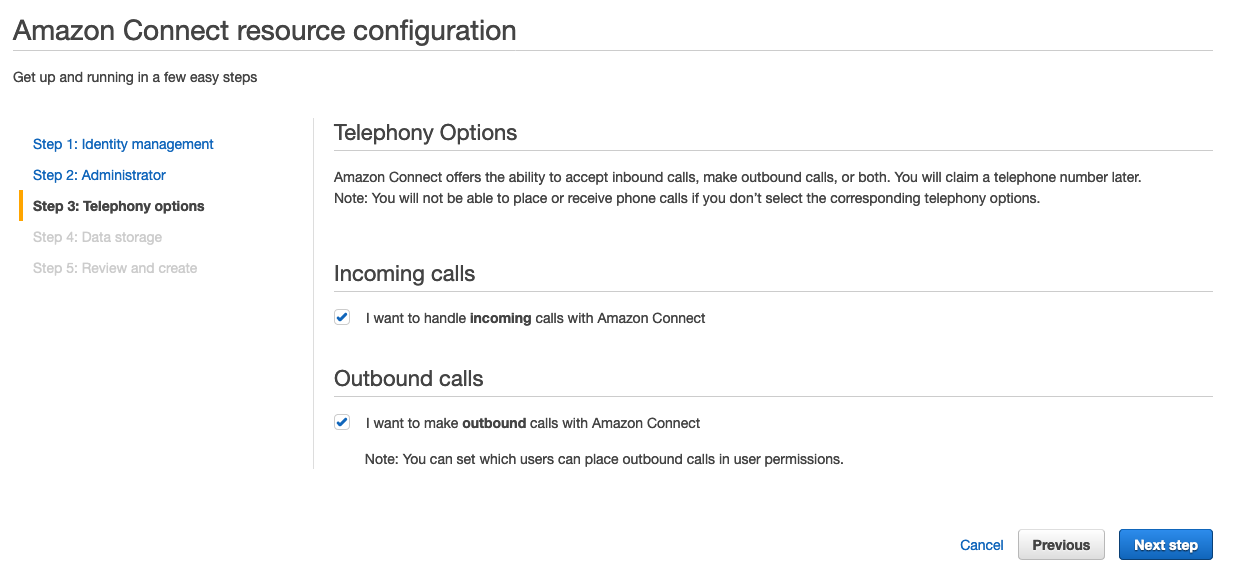 Amazon Connect resource configuration
Get up and running in a few easy steps
Step 1: Identity management
Step 2: Administrator
Step 3: Telephony options
Step 4: Data storage
Step 5: Review and create
Telephony Options
Amazon Connect offers the ability to accept inbound calls, make outbound calls, or both. You will claim a telephone number later.
Note: You will not be able to place or receive phone calls if you don’t select the corresponding telephony options.
Incoming calls
I want to handle incoming calls with Amazon Connect
Outbound calls
I want to make outbound calls with Amazon Connect
Note: You can set which users can place outbound calls in user permissions.
Cancel
Previous
Next step